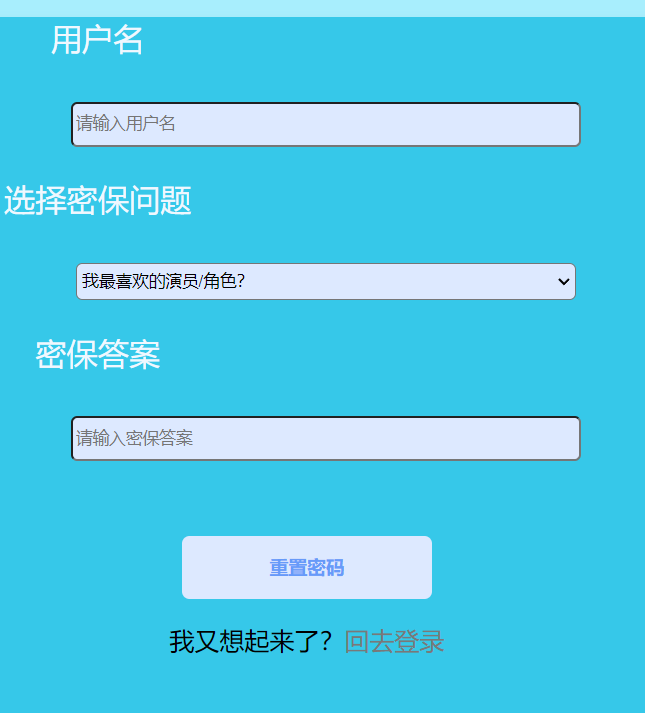 用户名
请输入用户名
选择密保问题
我最喜欢的演员/角色?
密保答案
请输入密保答案
重置密码
我又想起来了? 回去登录